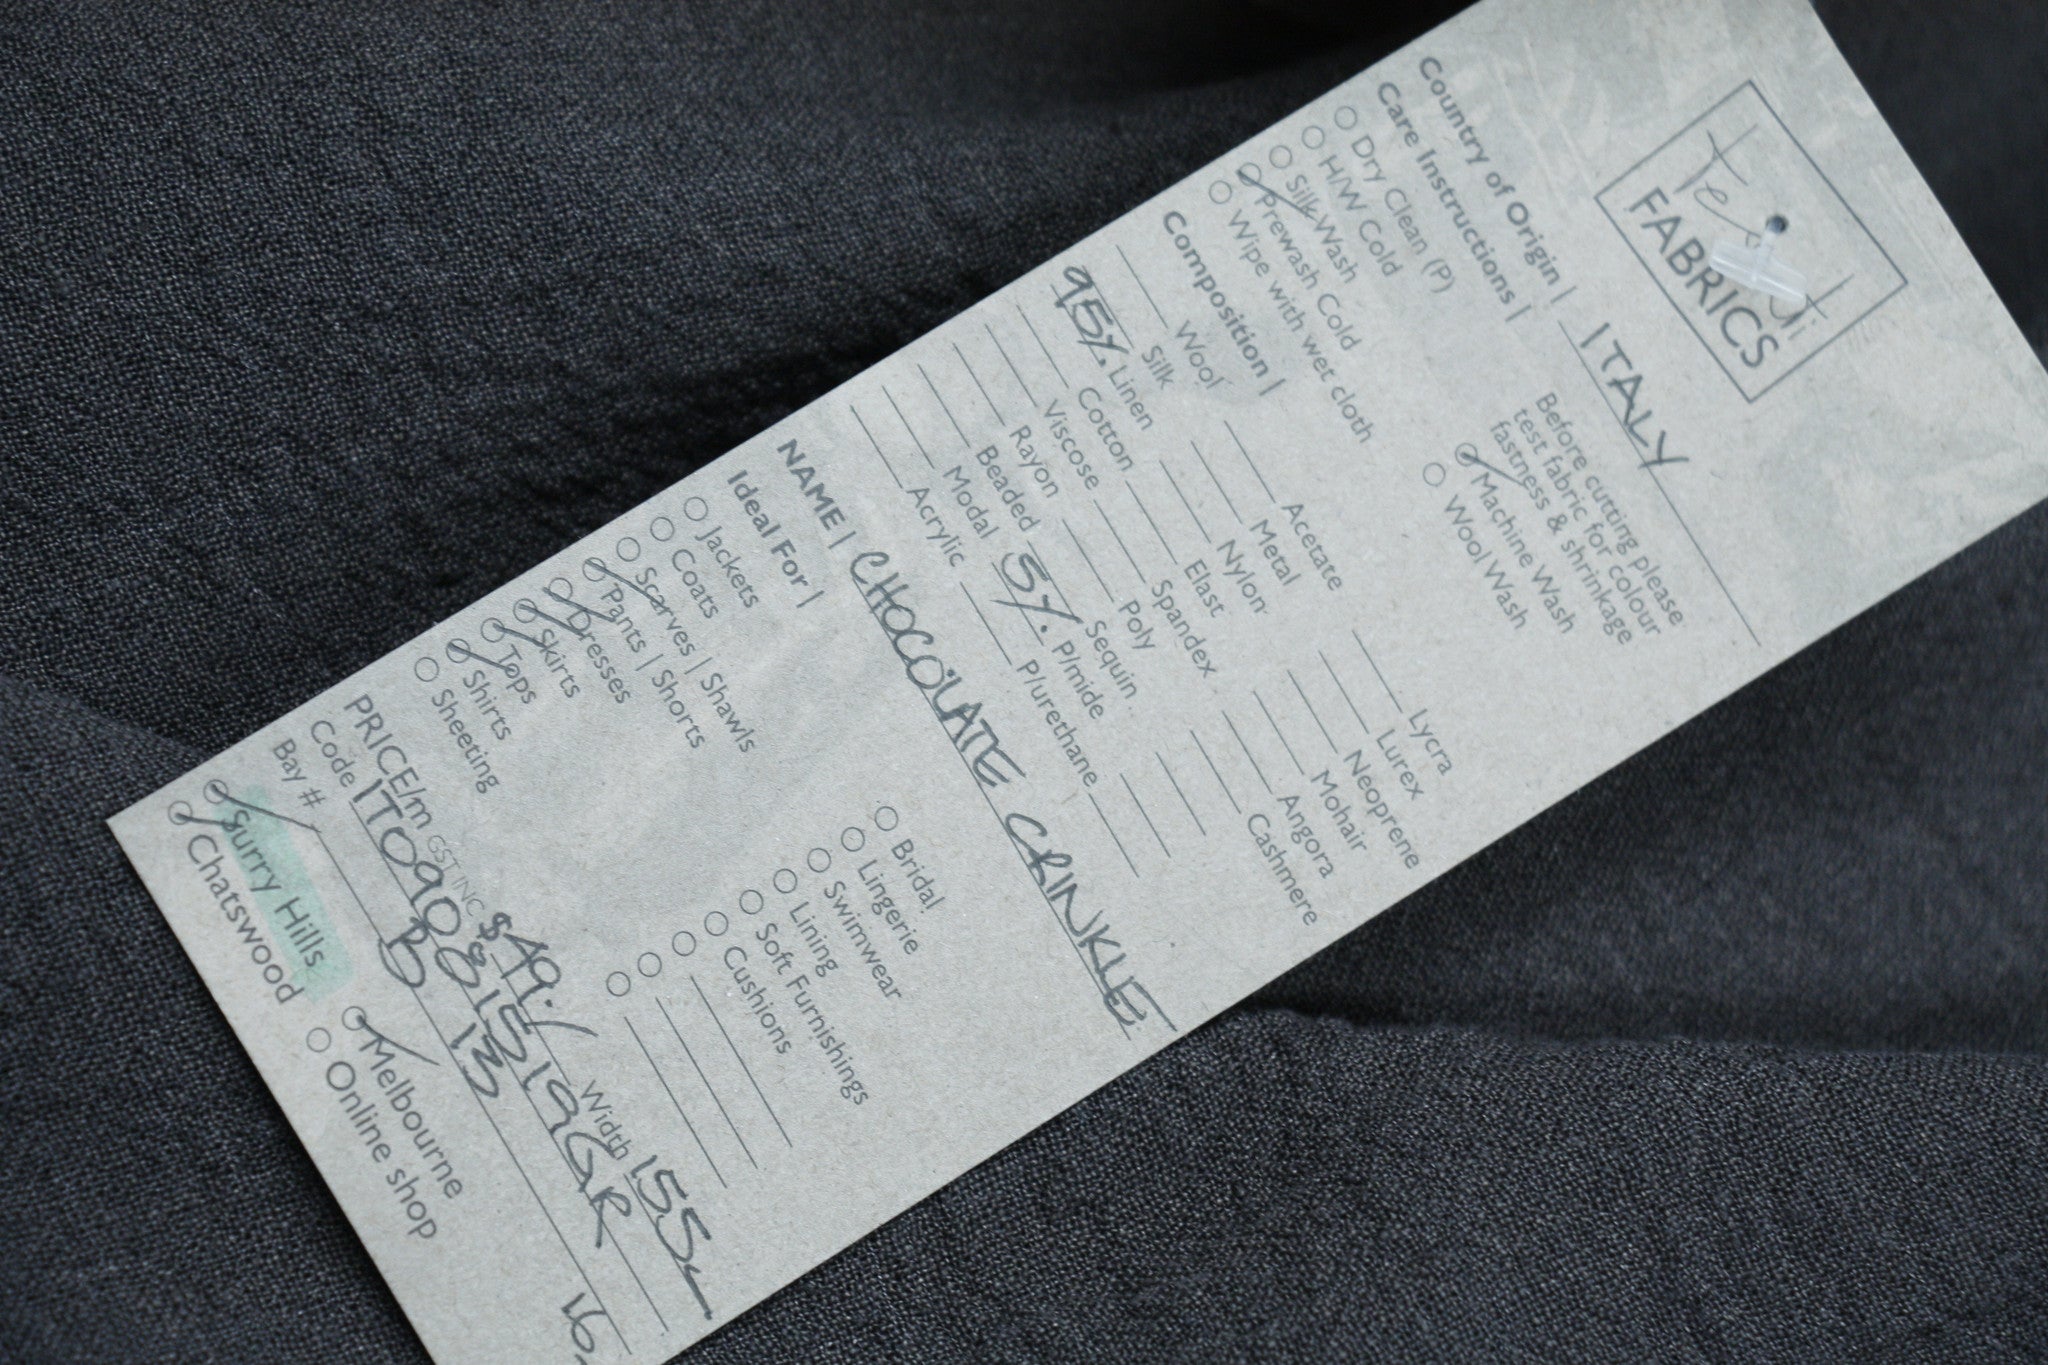 FABRICS
Country of Origin | ITALY
Care Instructions |
Before cutting please
test fabric for colour
fastness & shrinkage
Dry Clean (P)
H/W Cold
Silk Wash
Prewash Cold
Wipe with wet cloth
Machine Wash
Wool Wash
Composition |
Wool
Silk
95% Linen
Cotton
Viscose
Rayon
Beaded
Modal
Acrylic
Acetate
Metal
Nylon
Elast
Spandex
Poly
Sequin
5% P/mide
P/urethane
Lycra
Lurex
Neoprene
Mohair
Angora
Cashmere
NAME | CHOCOLATE CRINKLE
Ideal For |
Jackets
Coats
Scarves | Shawls
Pants | Shorts
Dresses
Skirts
Tops
Shirts
Sheeting
Bridal
Lingerie
Swimwear
Lining
Soft Furnishings
Cushions
PRICE/m GST INC $49.- Width 155
Code
Bay # B 13 16
Surry Hills
Chatswood
Melbourne
Online shop